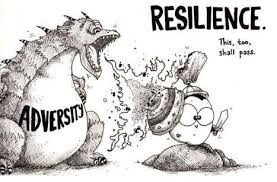 RESILIENCE.
This, too,
shall pass.
ADVERSITY